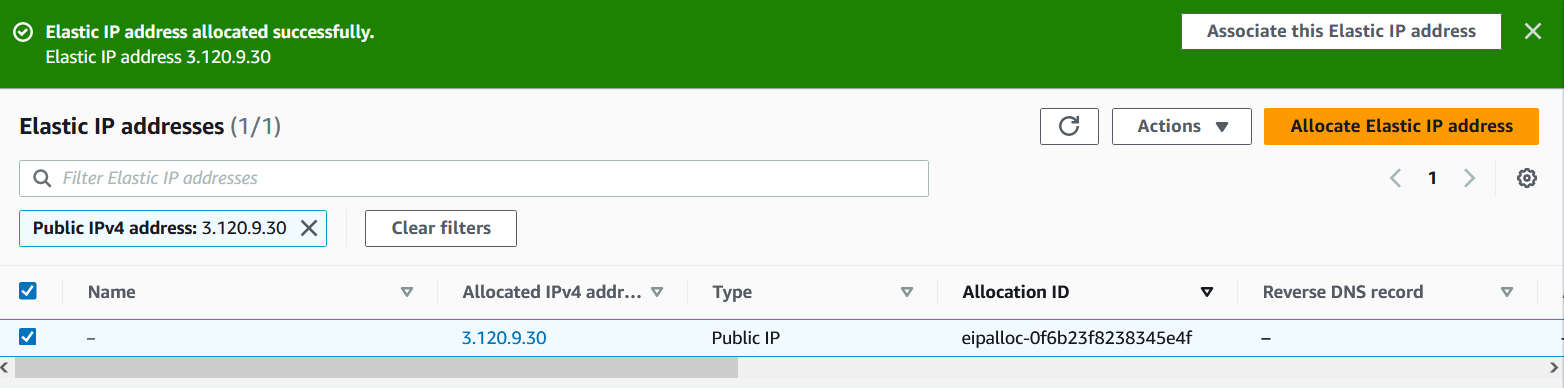 Elastic IP address allocated successfully.
Elastic IP address 3.120.9.30
Associate this Elastic IP address
Elastic IP addresses (1/1)
Actions
Allocate Elastic IP address
Filter Elastic IP addresses
1
Public IPv4 address: 3.120.9.30
Clear filters
Name
Allocated IPv4 addr...
Type
Allocation ID
Reverse DNS record
–
3.120.9.30
Public IP
eipalloc-0f6b23f8238345e4f
–